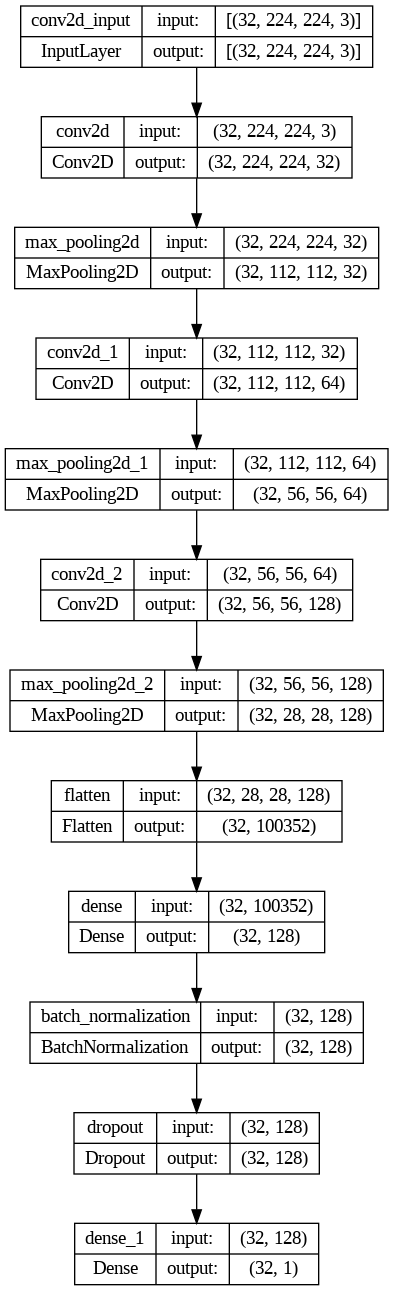 conv2d_input input: [(32, 224, 224, 3)]
InputLayer output: [(32, 224, 224, 3)]
conv2d input: (32, 224, 224, 3)
Conv2D output: (32, 224, 224, 32)
max_pooling2d input: (32, 224, 224, 32)
MaxPooling2D output: (32, 112, 112, 32)
conv2d_1 input: (32, 112, 112, 32)
Conv2D output: (32, 112, 112, 64)
max_pooling2d_1 input: (32, 112, 112, 64)
MaxPooling2D output: (32, 56, 56, 64)
conv2d_2 input: (32, 56, 56, 64)
Conv2D output: (32, 56, 56, 128)
max_pooling2d_2 input: (32, 56, 56, 128)
MaxPooling2D output: (32, 28, 28, 128)
flatten input: (32, 28, 28, 128)
Flatten output: (32, 100352)
dense input: (32, 100352)
Dense output: (32, 128)
batch_normalization input: (32, 128)
BatchNormalization output: (32, 128)
dropout input: (32, 128)
Dropout output: (32, 128)
dense_1 input: (32, 128)
Dense output: (32, 1)